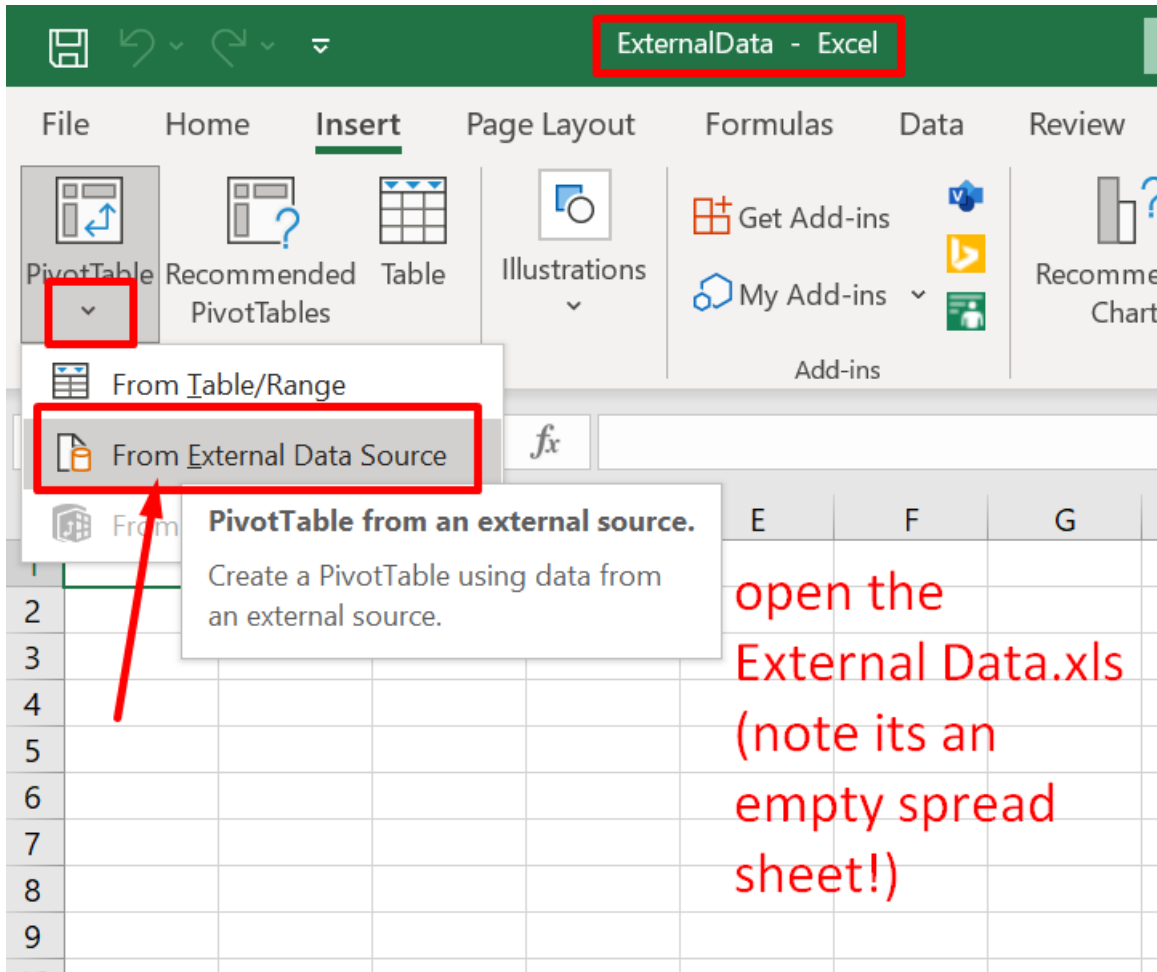 ExternalData - Excel
File Home Insert Page Layout Formulas Data Review
PivotTable
Recommended
PivotTables
Table
Illustrations
Get Add-ins
My Add-ins
Add-ins
Recomme
Chart
From Table/Range
From External Data Source
From
fx
PivotTable from an external source.
Create a PivotTable using data from
an external source.
E F G
1
2
3
4
5
6
7
8
9
open the
External Data.xls
(note its an
empty spread
sheet!)